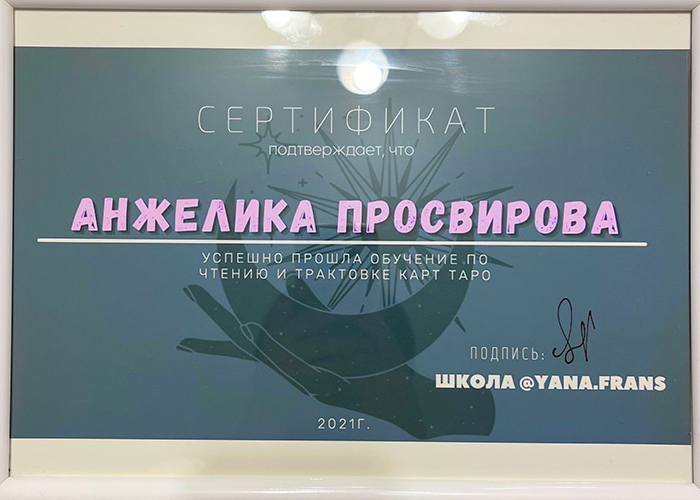 СЕРТИФИКАТ
подтверждает, что
АНЖЕЛИКА ПРОСВИРОВА
УСПЕШНО ПРОШЛА ОБУЧЕНИЕ ПО
ЧТЕНИЮ И ТРАКТОВКЕ КАРТ ТАРО
ПОДПИСЬ:
ШКОЛА @YANA.FRANS
2021Г.